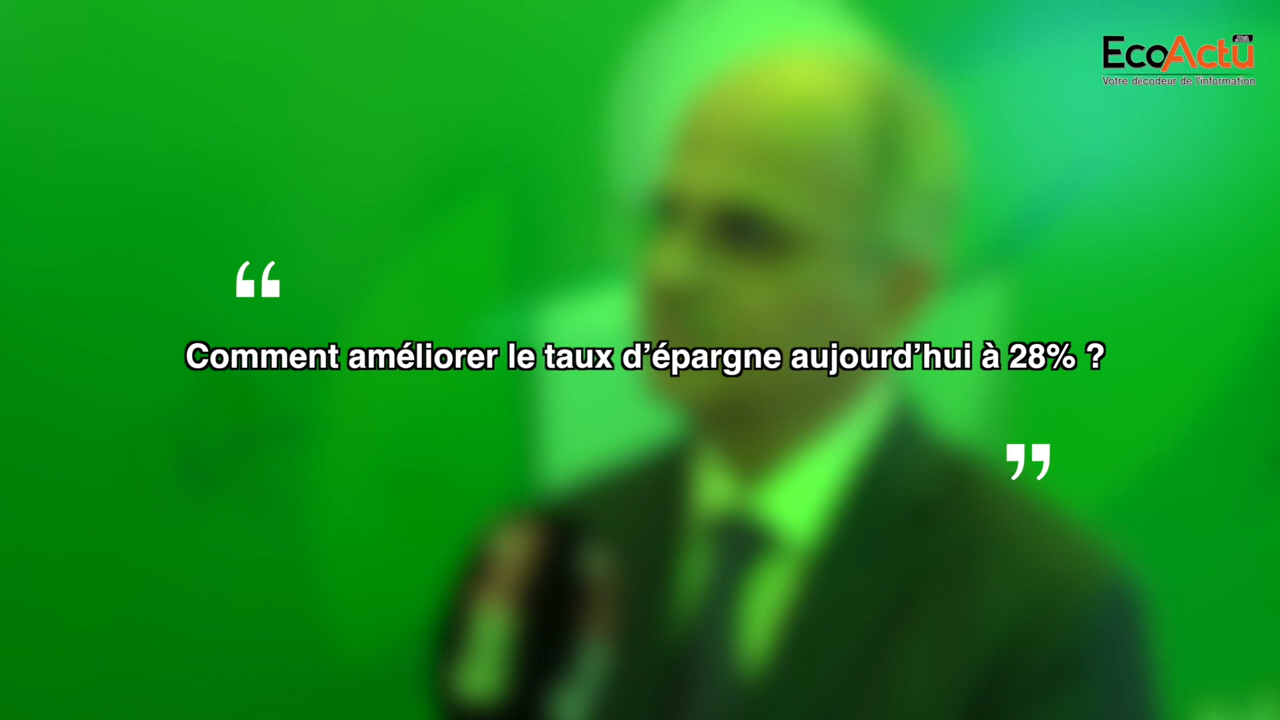 EcoActu
Votre décodeur de l'information
“
Comment améliorer le taux d’épargne aujourd’hui à 28% ?
”